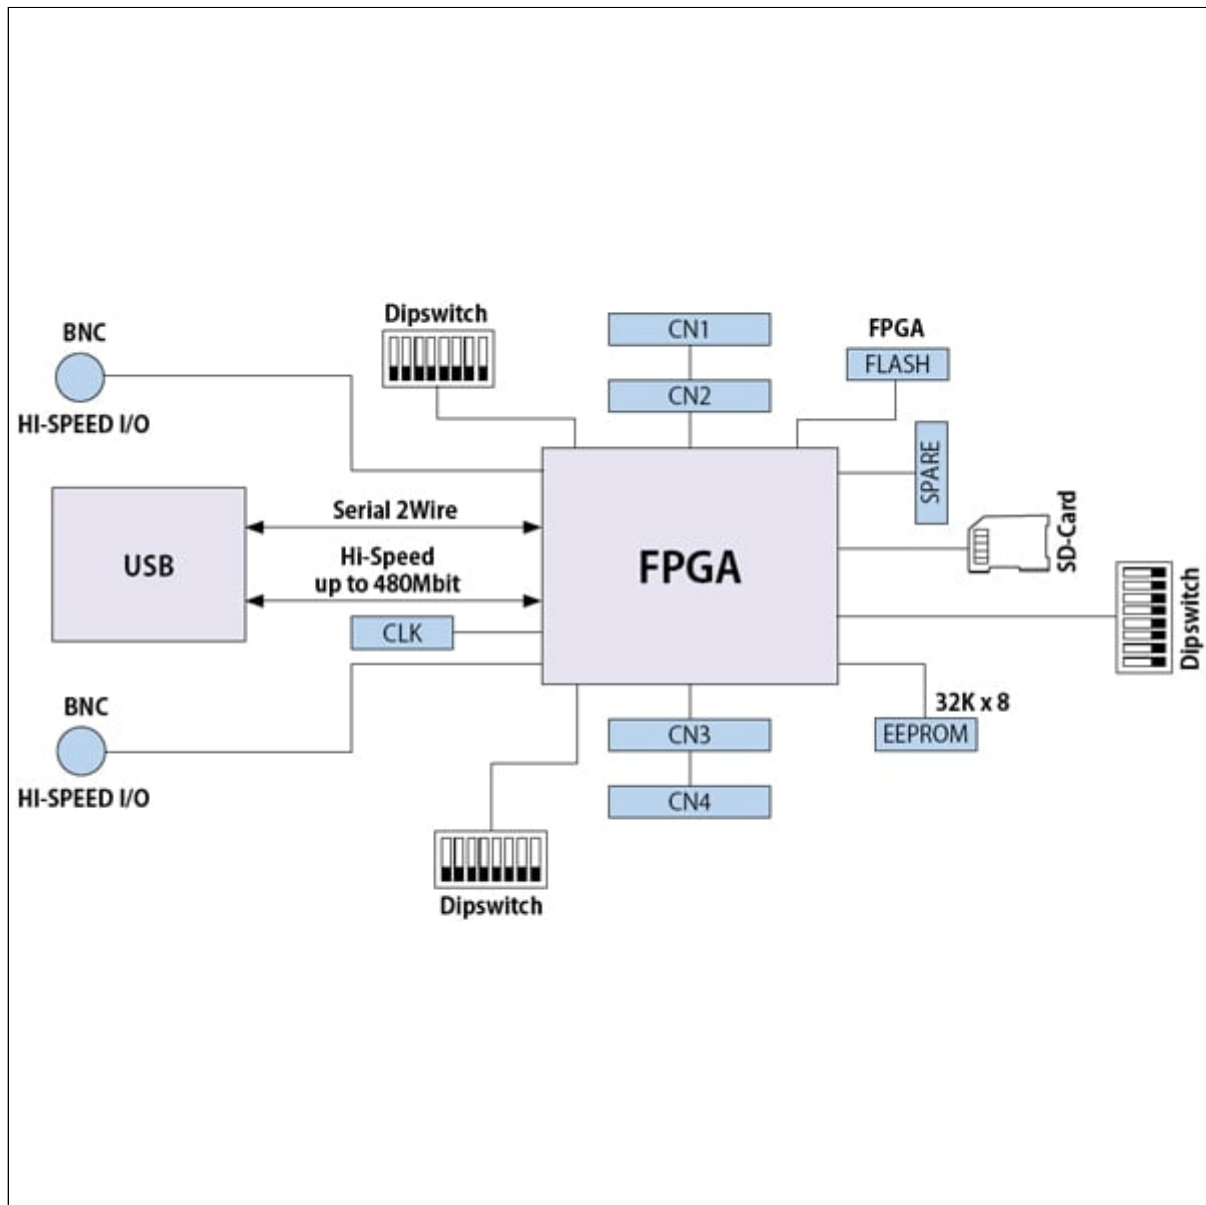 Dipswitch
CN1
BNC
FPGA
FLASH
CN2
HI-SPEED I/O
SPARE
Serial 2Wire
SD-Card
Hi-Speed
up to 480Mbit
USB
FPGA
CLK
Dipswitch
BNC
32K x 8
EEPROM
CN3
HI-SPEED I/O
CN4
Dipswitch